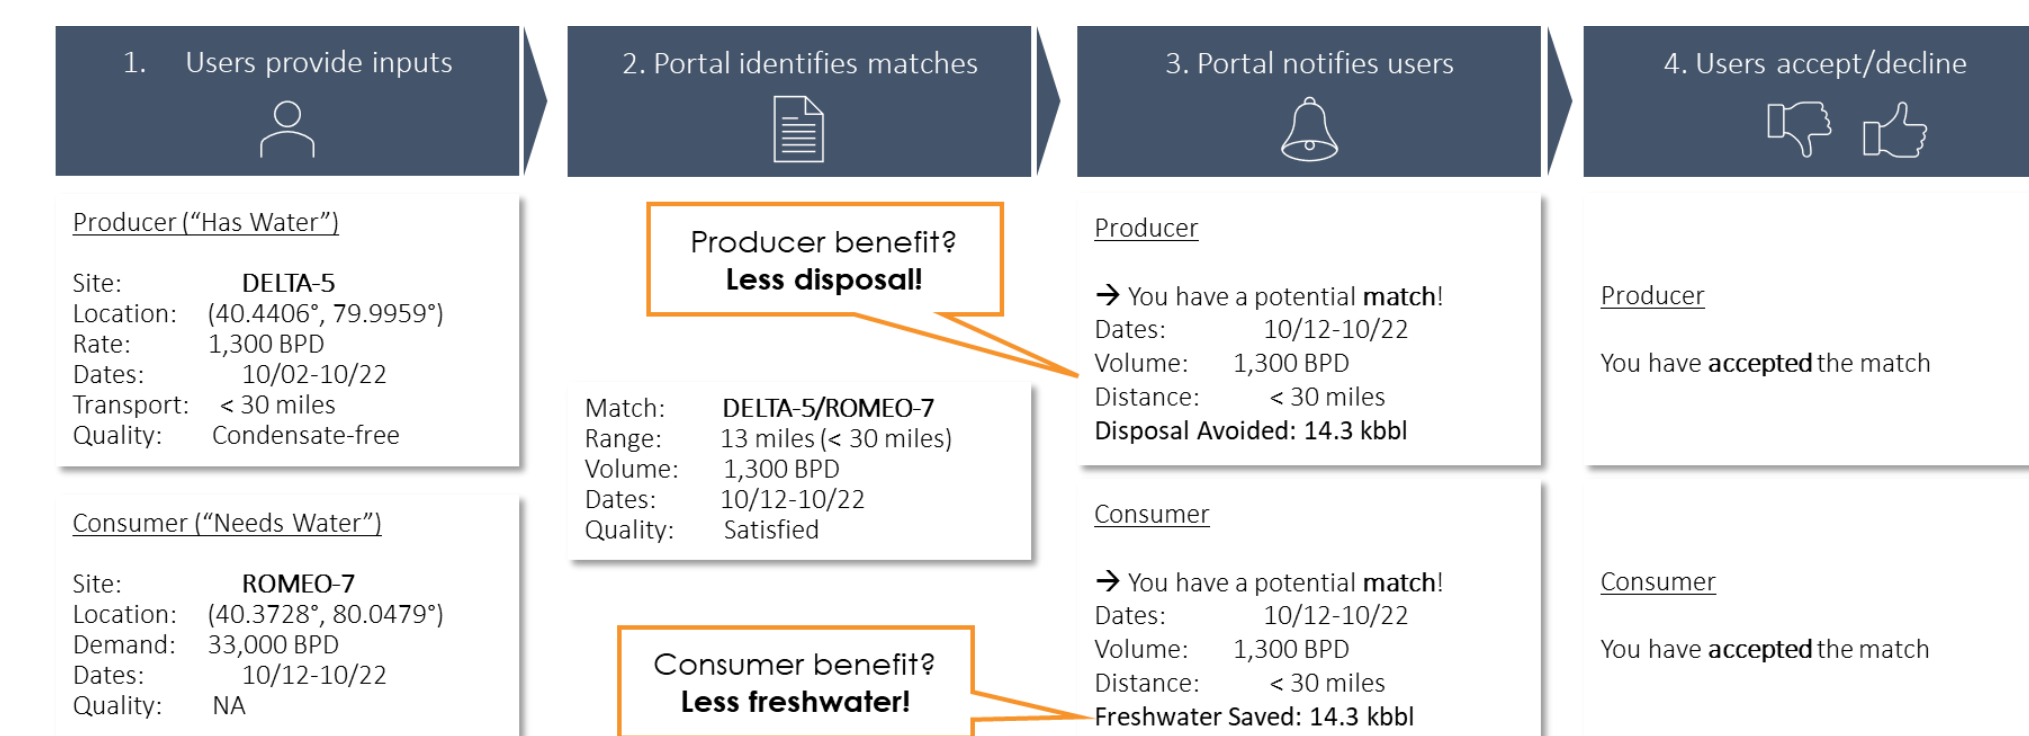 1. Users provide inputs
2. Portal identifies matches
3. Portal notifies users
4. Users accept/decline
Producer (“Has Water”)
Site: DELTA-5
Location: (40.4406°, 79.9959°)
Rate: 1,300 BPD
Dates: 10/02-10/22
Transport: < 30 miles
Quality: Condensate-free
Consumer (“Needs Water”)
Site: ROMEO-7
Location: (40.3728°, 80.0479°)
Demand: 33,000 BPD
Dates: 10/12-10/22
Quality: NA
Producer benefit?
Less disposal!
Match: DELTA-5/ROMEO-7
Range: 13 miles (< 30 miles)
Volume: 1,300 BPD
Dates: 10/12-10/22
Quality: Satisfied
Consumer benefit?
Less freshwater!
Producer
→ You have a potential match!
Dates: 10/12-10/22
Volume: 1,300 BPD
Distance: < 30 miles
Disposal Avoided: 14.3 kbbl
Consumer
→ You have a potential match!
Dates: 10/12-10/22
Volume: 1,300 BPD
Distance: < 30 miles
Freshwater Saved: 14.3 kbbl
Producer
You have accepted the match
Consumer
You have accepted the match